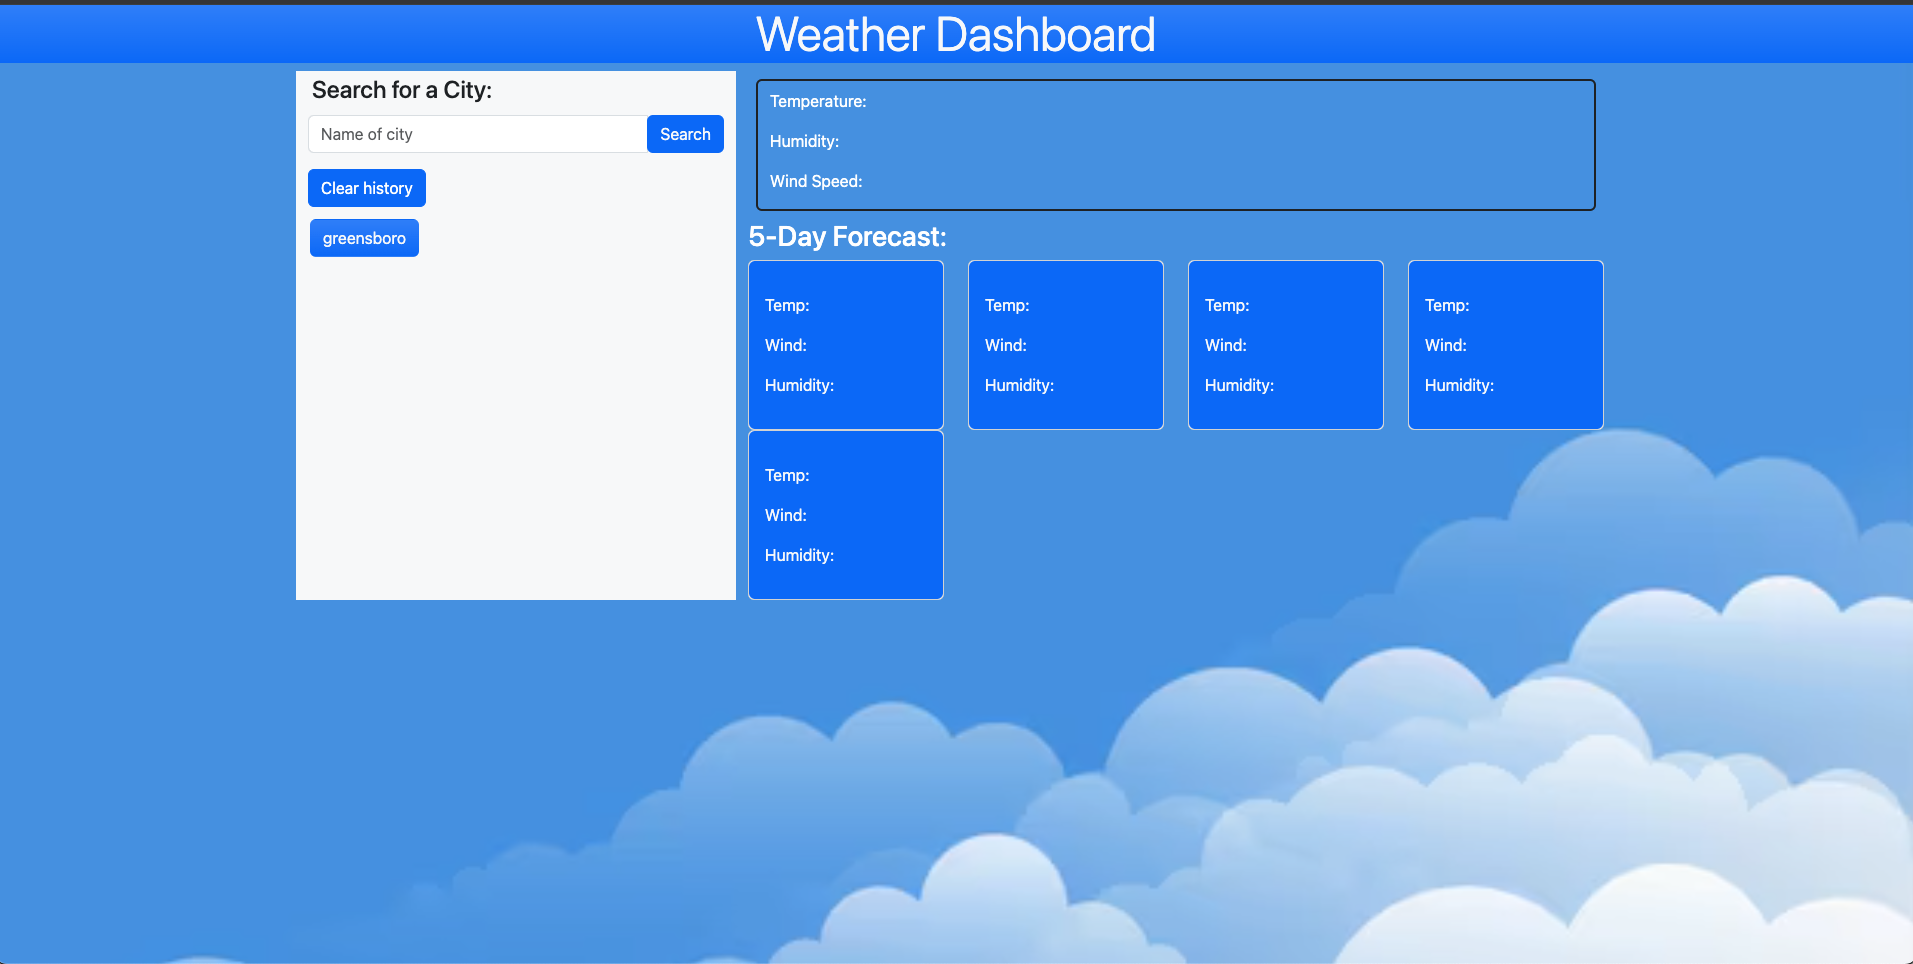 Weather Dashboard
Search for a City:
Name of city
Search
Clear history
greensboro
Temperature:
Humidity:
Wind Speed:
5-Day Forecast:
Temp:
Wind:
Humidity:
Temp:
Wind:
Humidity:
Temp:
Wind:
Humidity:
Temp:
Wind:
Humidity:
Temp:
Wind:
Humidity: